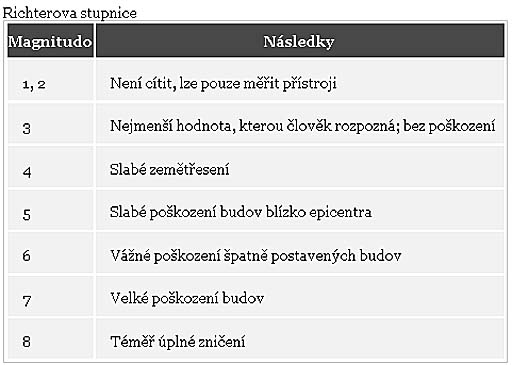 Richterova stupnice
Magnitudo Následky
1, 2 Není cítit, lze pouze měřit přístroji
3 Nejmenší hodnota, kterou člověk rozpozná; bez poškození
4 Slabé zemětřesení
5 Slabé poškození budov blízko epicentra
6 Vážné poškození špatně postavených budov
7 Velké poškození budov
8 Téměř úplné zničení